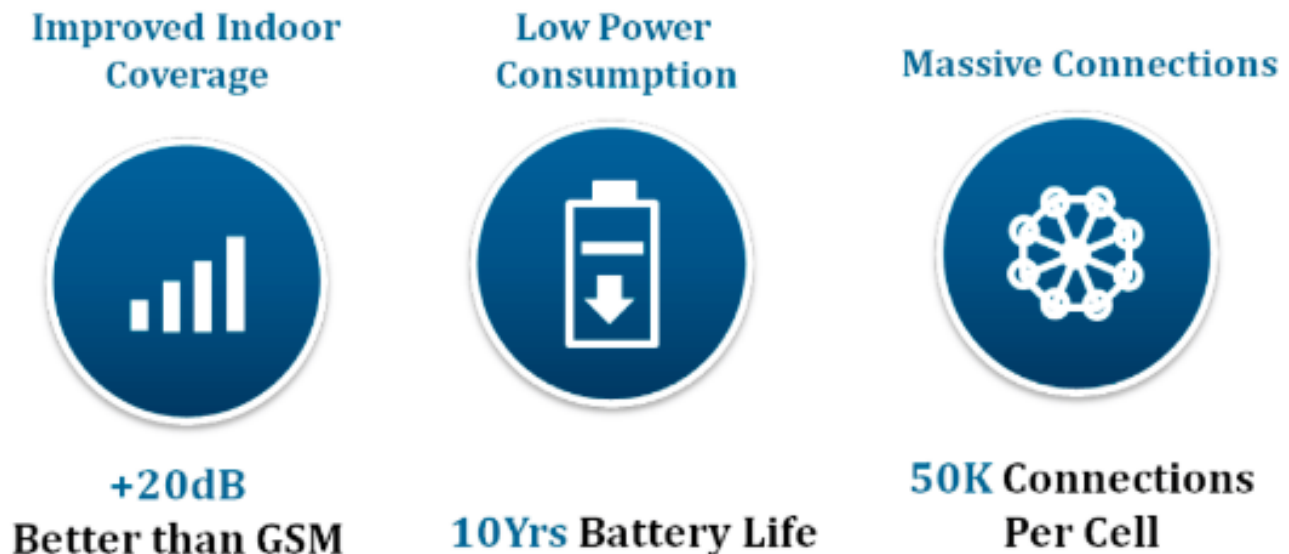 Improved Indoor
Coverage
+20dB
Better than GSM
Low Power
Consumption
10Yrs Battery Life
Massive Connections
50K Connections
Per Cell